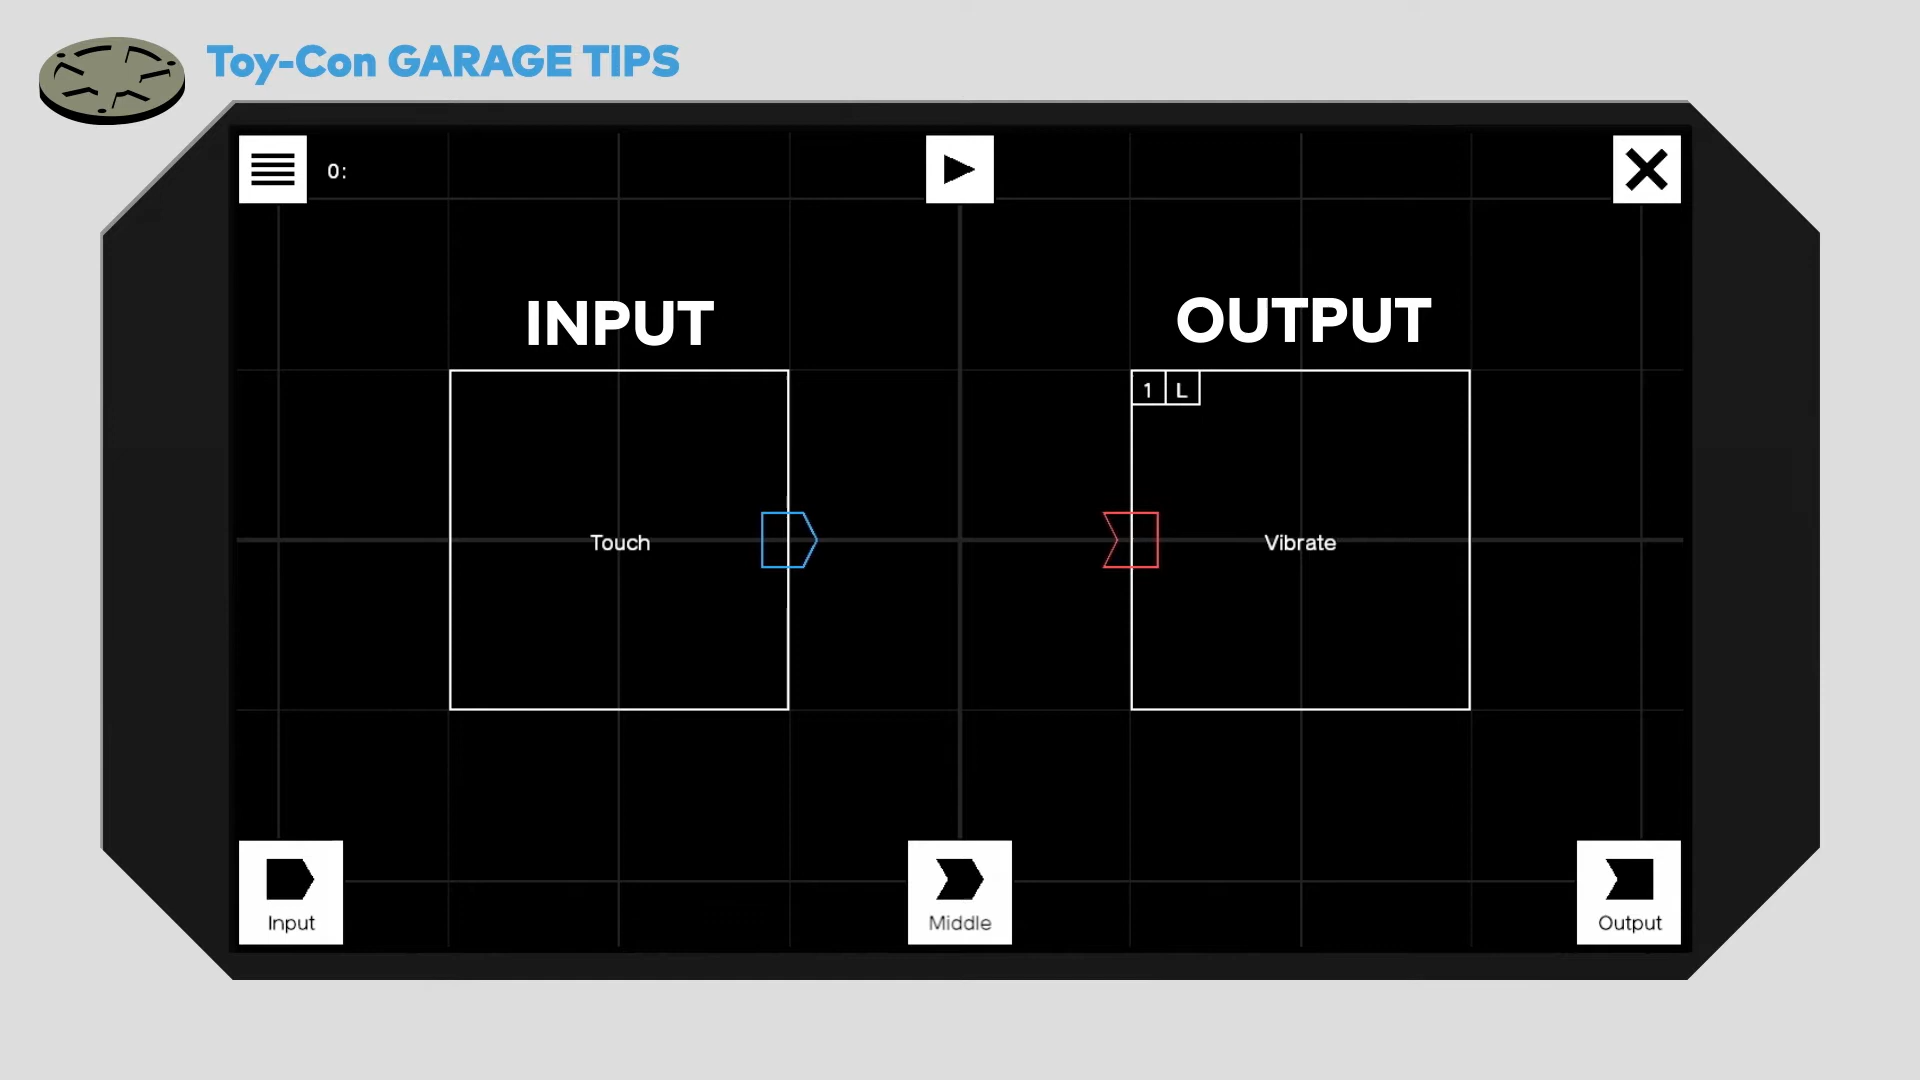 Toy-Con GARAGE TIPS
0:
INPUT
OUTPUT
1 L
Touch
Vibrate
Input
Middle
Output